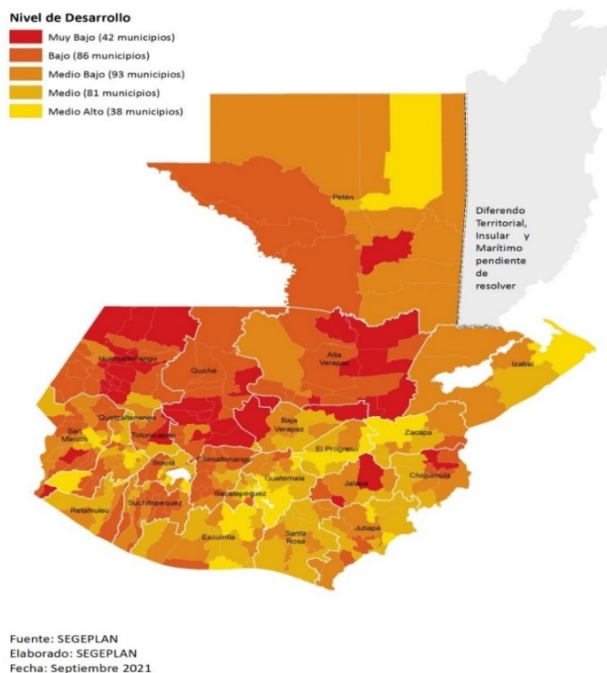 Nivel de Desarrollo
Muy Bajo (42 municipios)
Bajo (86 municipios)
Medio Bajo (93 municipios)
Medio (81 municipios)
Medio Alto (38 municipios)
Petén
Diferendo
Territorial,
Insular y
Marítimo
pendiente
de
resolver
Huehuetenango
Quiché
Alta
Verapaz
Izabal
San
Marcos
Quetzaltenango
Totonicapán
Baja
Verapaz
Zacapa
El Progreso
Sololá
Chimaltenango
Guatemala
Sacatepéquez
Jalapa
Chiquimula
Retalhuleu
Suchitepéquez
Escuintla
Santa
Rosa
Jutiapa
Fuente: SEGEPLAN
Elaborado: SEGEPLAN
Fecha: Septiembre 2021